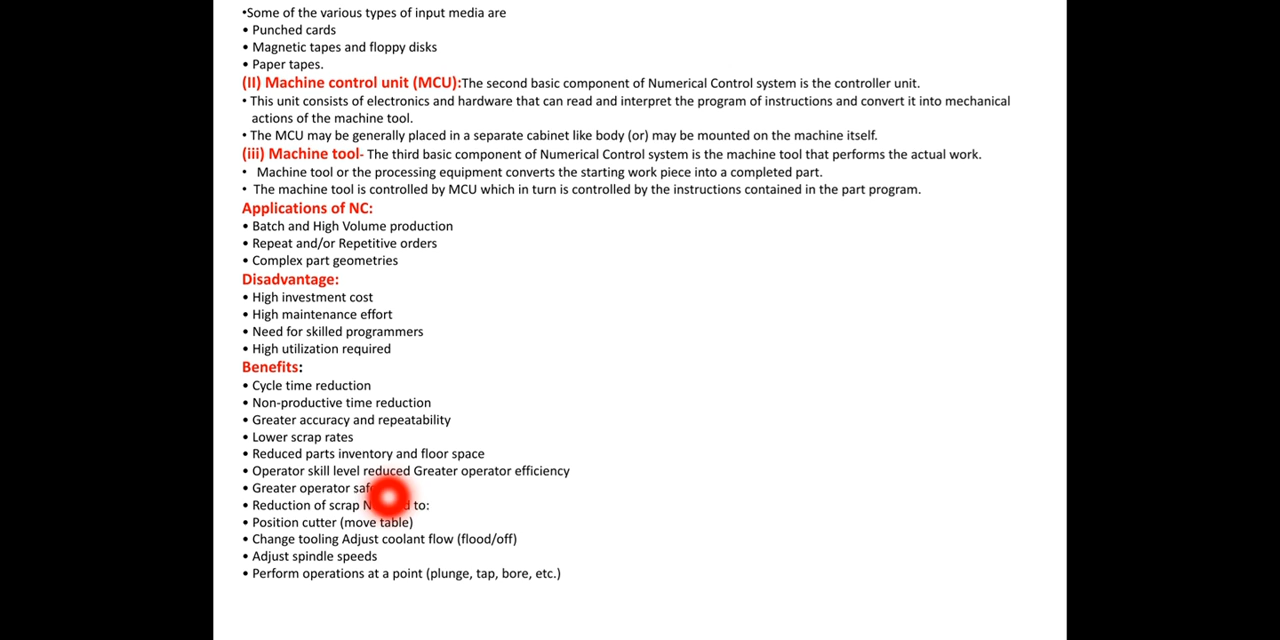 •Some of the various types of input media are
• Punched cards
• Magnetic tapes and floppy disks
• Paper tapes.
(II) Machine control unit (MCU):The second basic component of Numerical Control system is the controller unit.
• This unit consists of electronics and hardware that can read and interpret the program of instructions and convert it into mechanical
actions of the machine tool.
• The MCU may be generally placed in a separate cabinet like body (or) may be mounted on the machine itself.
(iii) Machine tool- The third basic component of Numerical Control system is the machine tool that performs the actual work.
• Machine tool or the processing equipment converts the starting work piece into a completed part.
• The machine tool is controlled by MCU which in turn is controlled by the instructions contained in the part program.
Applications of NC:
• Batch and High Volume production
• Repeat and/or Repetitive orders
• Complex part geometries
Disadvantage:
• High investment cost
• High maintenance effort
• Need for skilled programmers
• High utilization required
Benefits:
• Cycle time reduction
• Non-productive time reduction
• Greater accuracy and repeatability
• Lower scrap rates
• Reduced parts inventory and floor space
• Operator skill level reduced Greater operator efficiency
• Greater operator
• Reduction of scrap to:
• Position cutter (move table)
• Change tooling Adjust coolant flow (flood/off)
• Adjust spindle speeds
• Perform operations at a point (plunge, tap, bore, etc.)